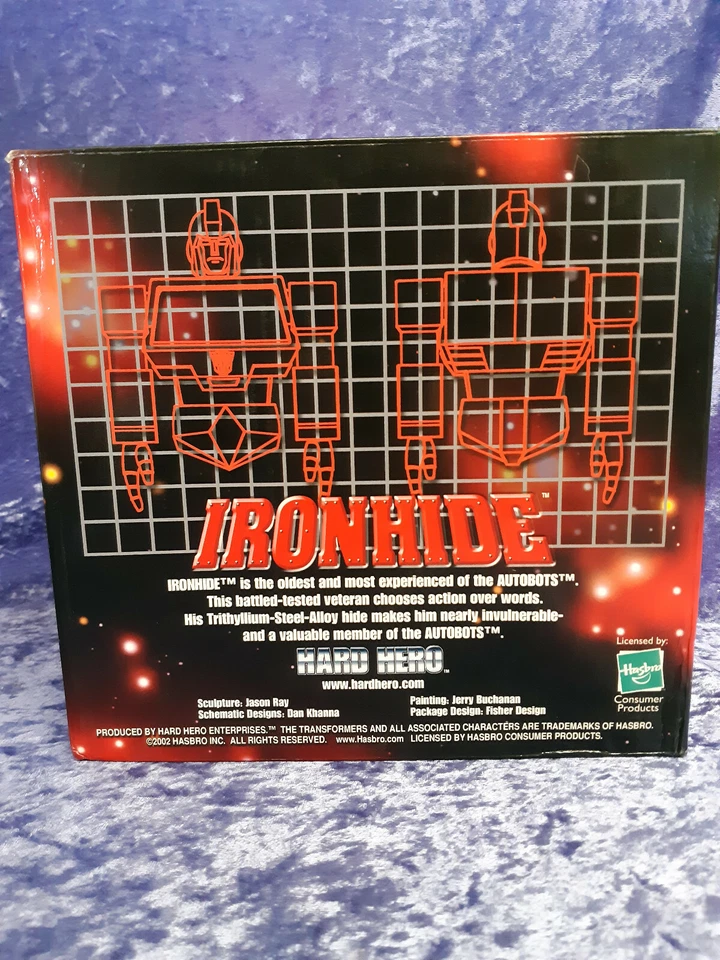 IRONHIDE™
IRONHIDE™ is the oldest and most experienced of the AUTOBOTS™.
This battled-tested veteran chooses action over words.
His Trithyllium-Steel-Alloy hide makes him nearly invulnerable-
and a valuable member of the AUTOBOTS™.
HARD HERO™
www.hardhero.com
Licensed by:
Hasbro
Consumer
Products
Sculpture: Jason Ray
Schematic Designs: Dan Khanna
Painting: Jerry Buchanan
Package Design: Fisher Design
PRODUCED BY HARD HERO ENTERPRISES.™ THE TRANSFORMERS AND ALL ASSOCIATED CHARACTERS ARE TRADEMARKS OF HASBRO.
©2002 HASBRO INC. ALL RIGHTS RESERVED. www.Hasbro.com LICENSED BY HASBRO CONSUMER PRODUCTS.